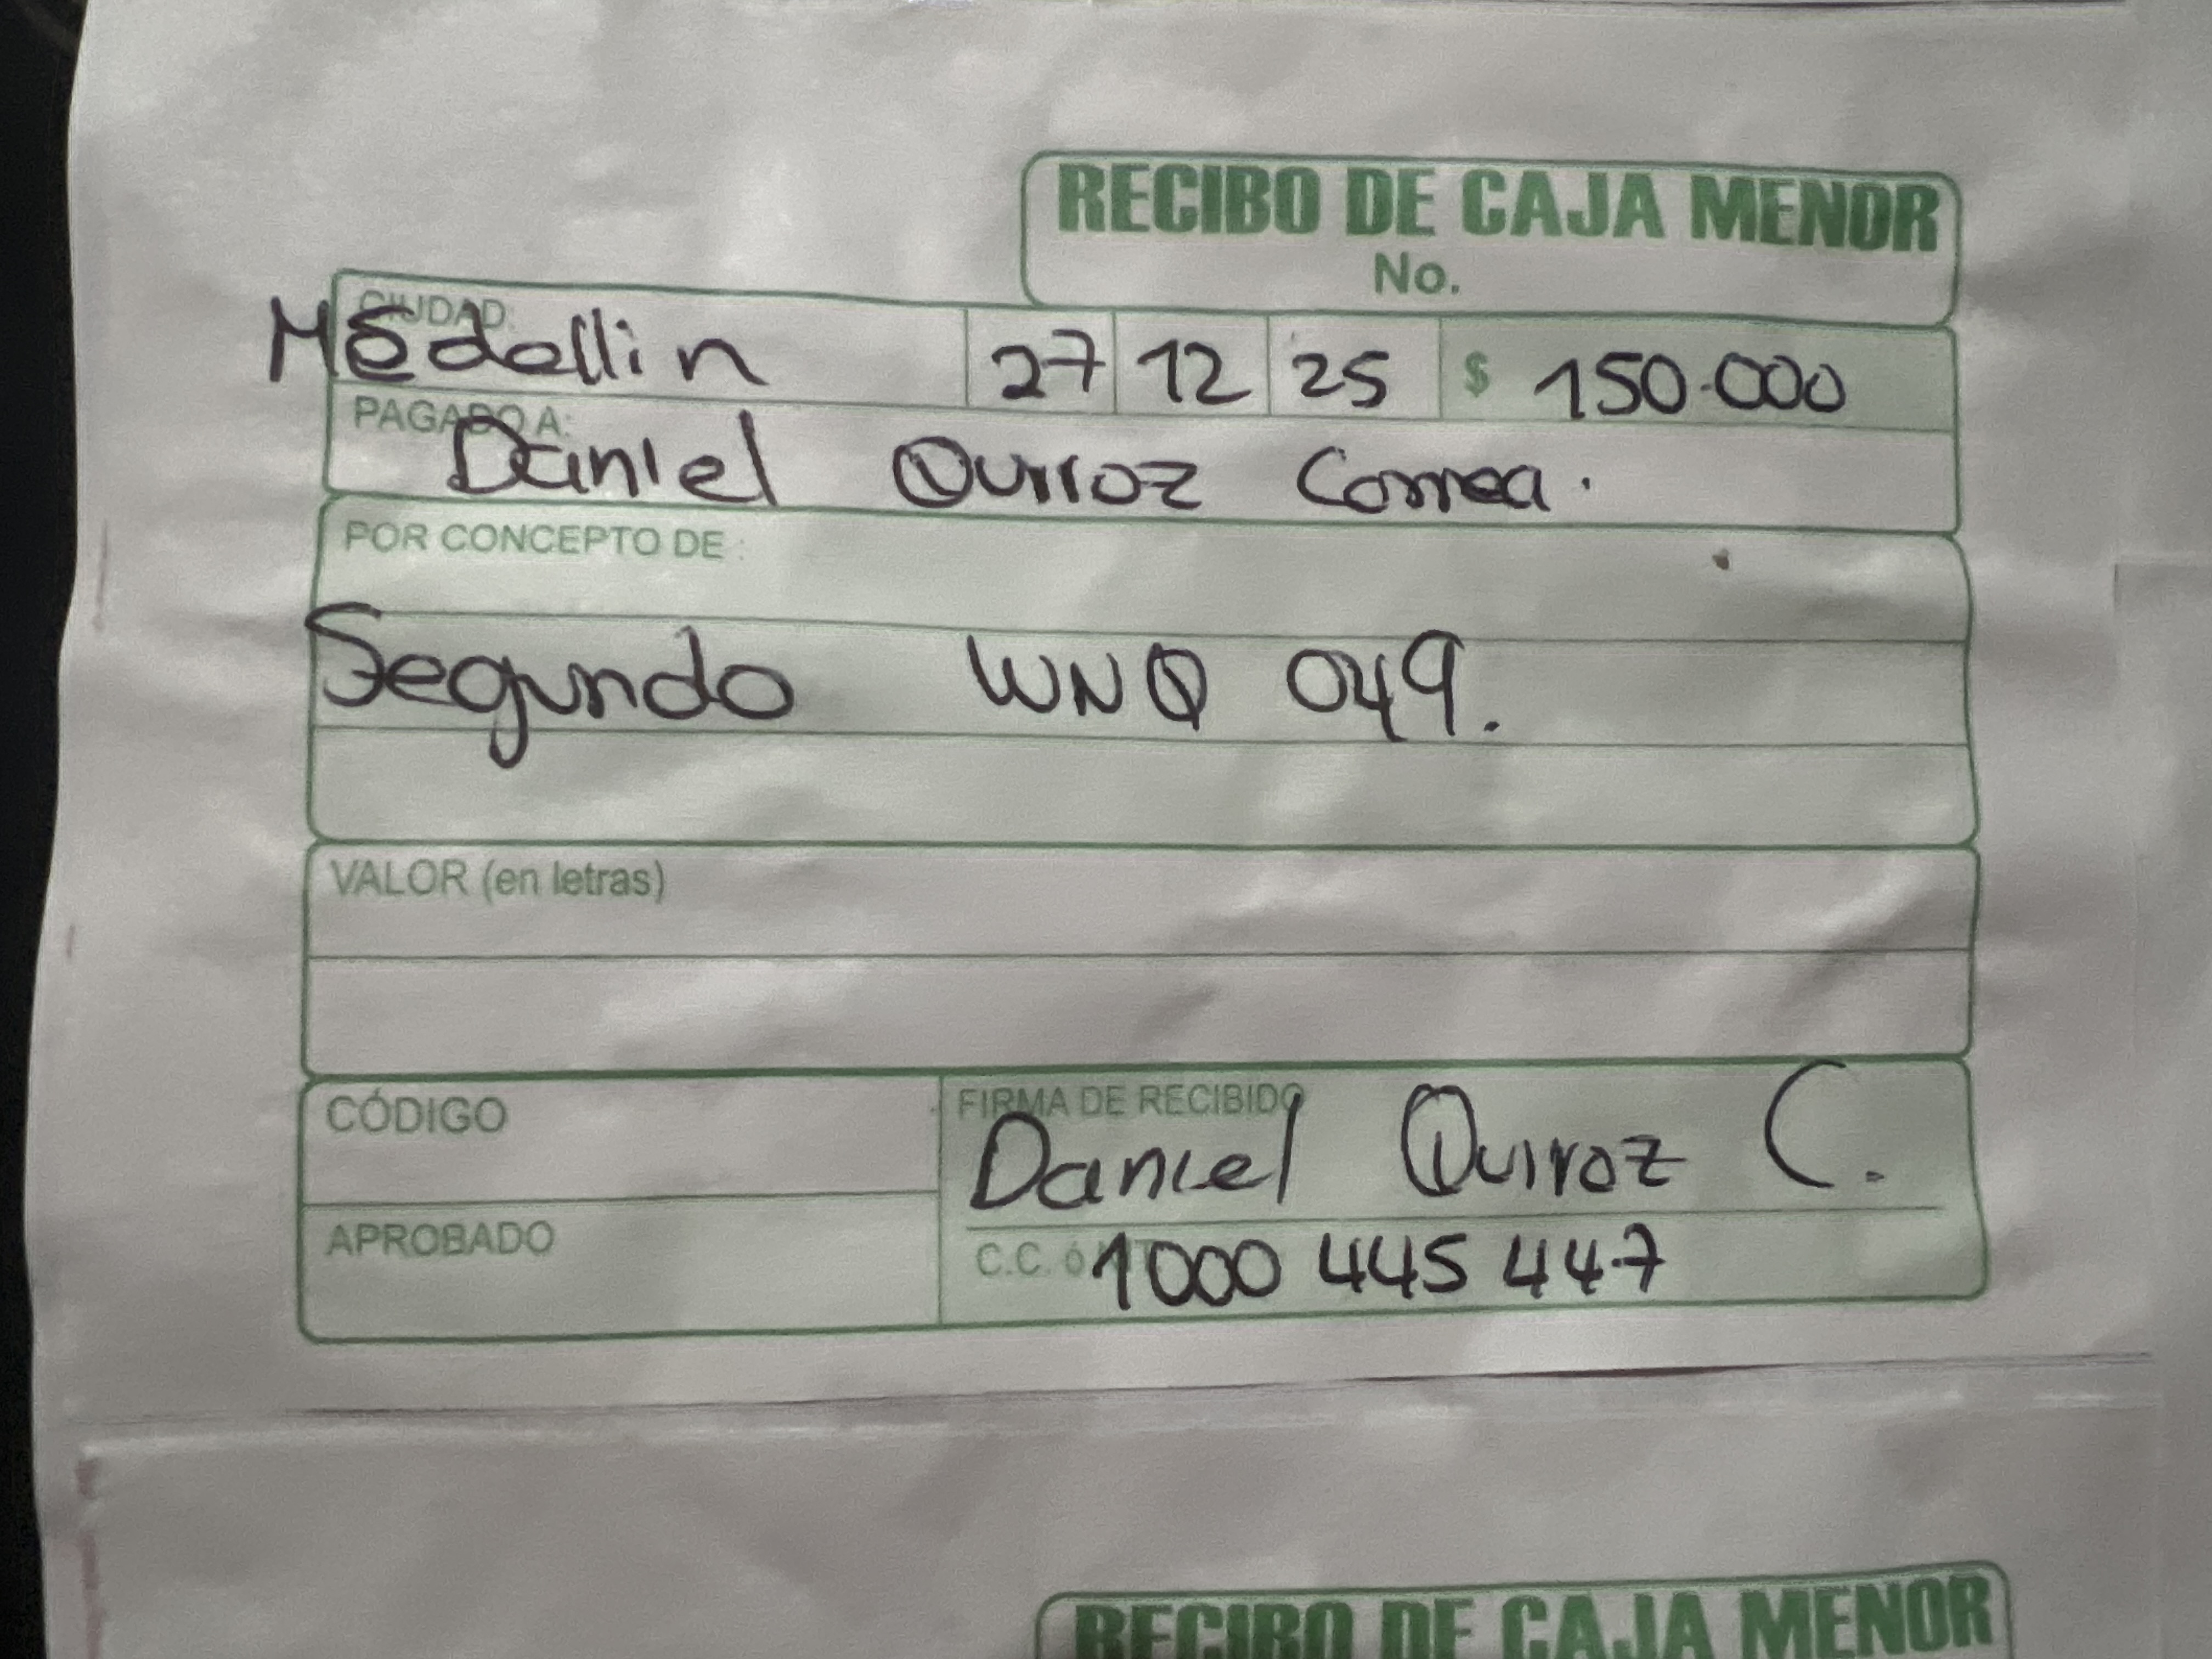 RECIBO DE CAJA MENOR
No.
CIUDAD:
Medellin 27 12 25 $ 150.000
PAGADO A:
Daniel Quiroz Correa.
POR CONCEPTO DE :
Segundo WNQ 049.
VALOR (en letras)
CÓDIGO
FIRMA DE RECIBIDO
Daniel Quiroz C.
APROBADO
C.C. ó 1000 445 447
RECIBO DE CAJA MENOR